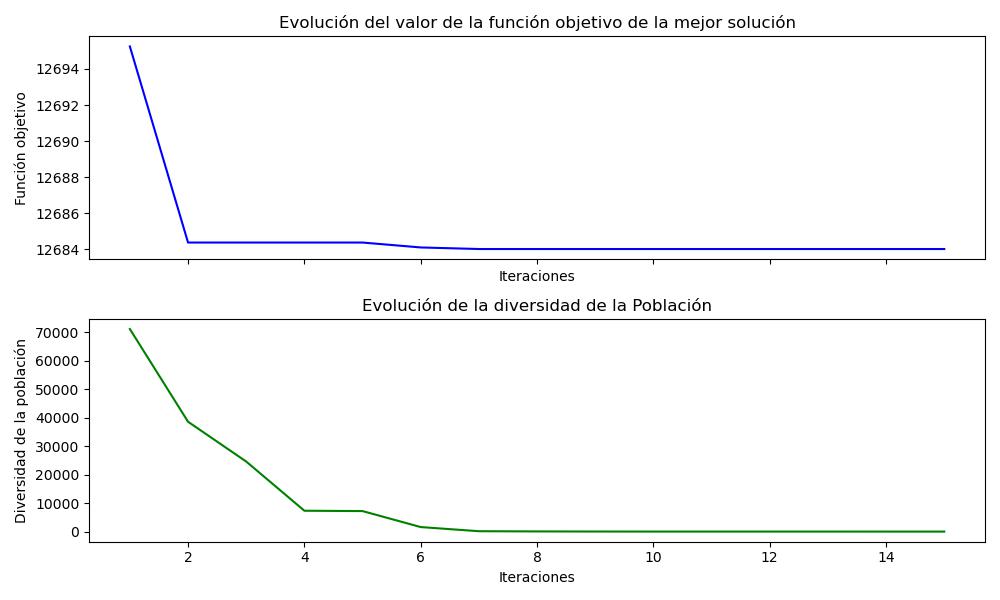 Evolución del valor de la función objetivo de la mejor solución
Función objetivo
12694
12692
12690
12688
12686
12684
Iteraciones
Evolución de la diversidad de la Población
Diversidad de la población
70000
60000
50000
40000
30000
20000
10000
0
2 4 6 8 10 12 14
Iteraciones